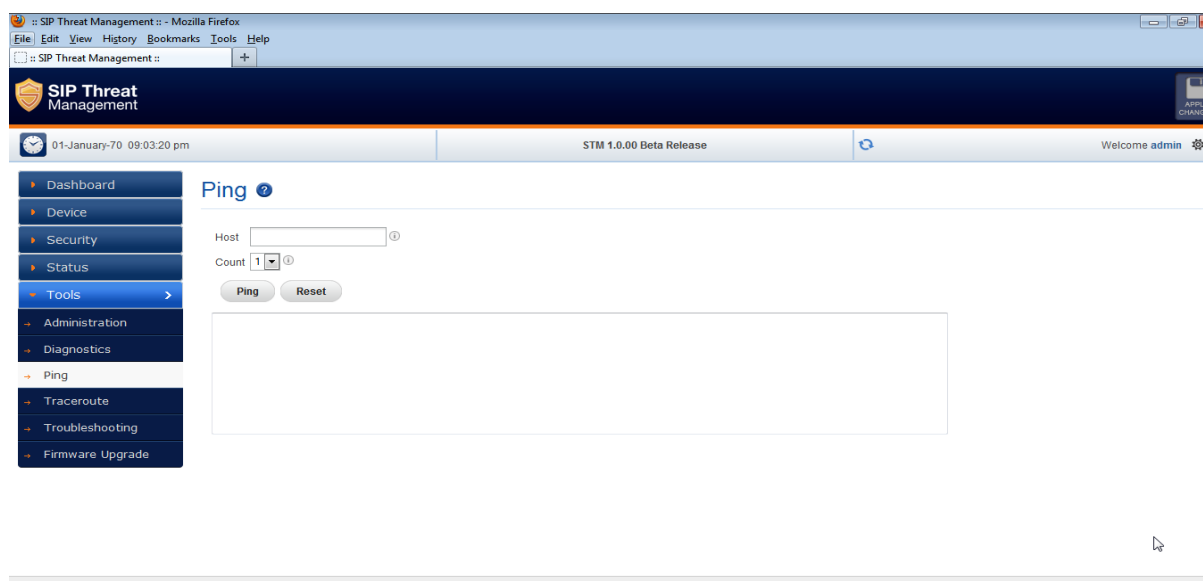 :: SIP Threat Management :: - Mozilla Firefox
File Edit View History Bookmarks Tools Help
:: SIP Threat Management ::
SIP Threat
Management
01-January-70 09:03:20 pm
STM 1.0.00 Beta Release
Welcome admin
Dashboard
Device
Security
Status
Tools
Administration
Diagnostics
Ping
Traceroute
Troubleshooting
Firmware Upgrade
Ping
Host
Count 1
Ping Reset